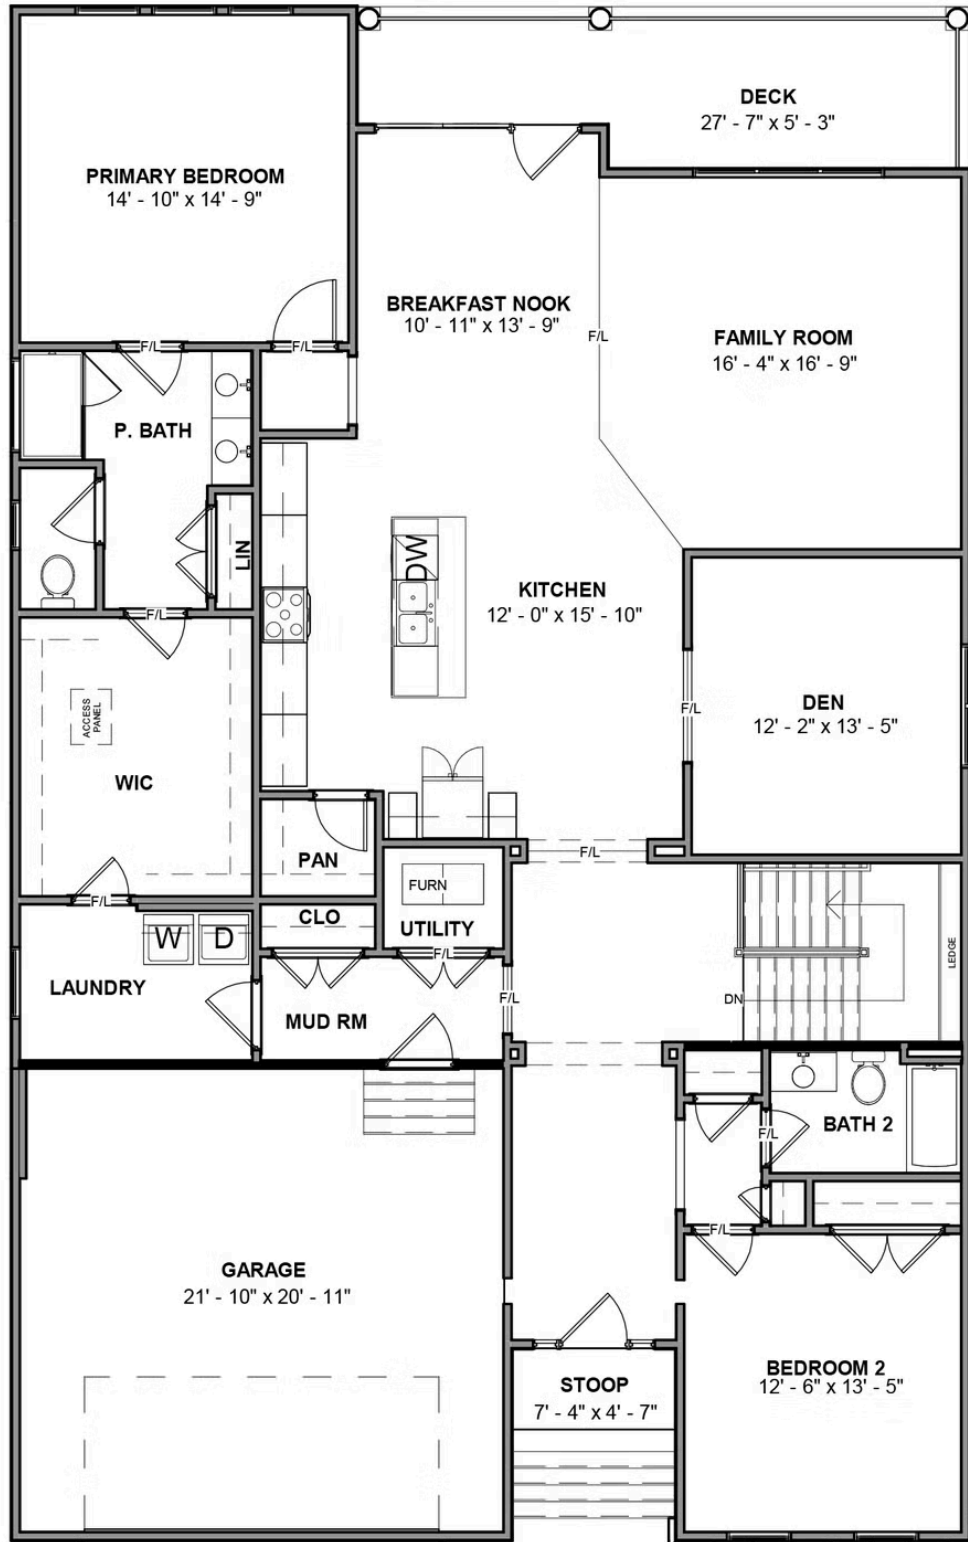 DECK
27' - 7" x 5' - 3"
PRIMARY BEDROOM
14' - 10" x 14' - 9"
BREAKFAST NOOK
10' - 11" x 13' - 9"
F/L
FAMILY ROOM
16' - 4" x 16' - 9"
F/L
F/L
P. BATH
LIN
DW
KITCHEN
12' - 0" x 15' - 10"
F/L
ACCESS
PANEL
WIC
F/L
DEN
12' - 2" x 13' - 5"
PAN
F/L
FURN
UTILITY
F/L
CLO
F/L
W
D
LAUNDRY
MUD RM
F/L
DN
LEDGE
BATH 2
F/L
F/L
GARAGE
21' - 10" x 20' - 11"
STOOP
7' - 4" x 4' - 7"
BEDROOM 2
12' - 6" x 13' - 5"